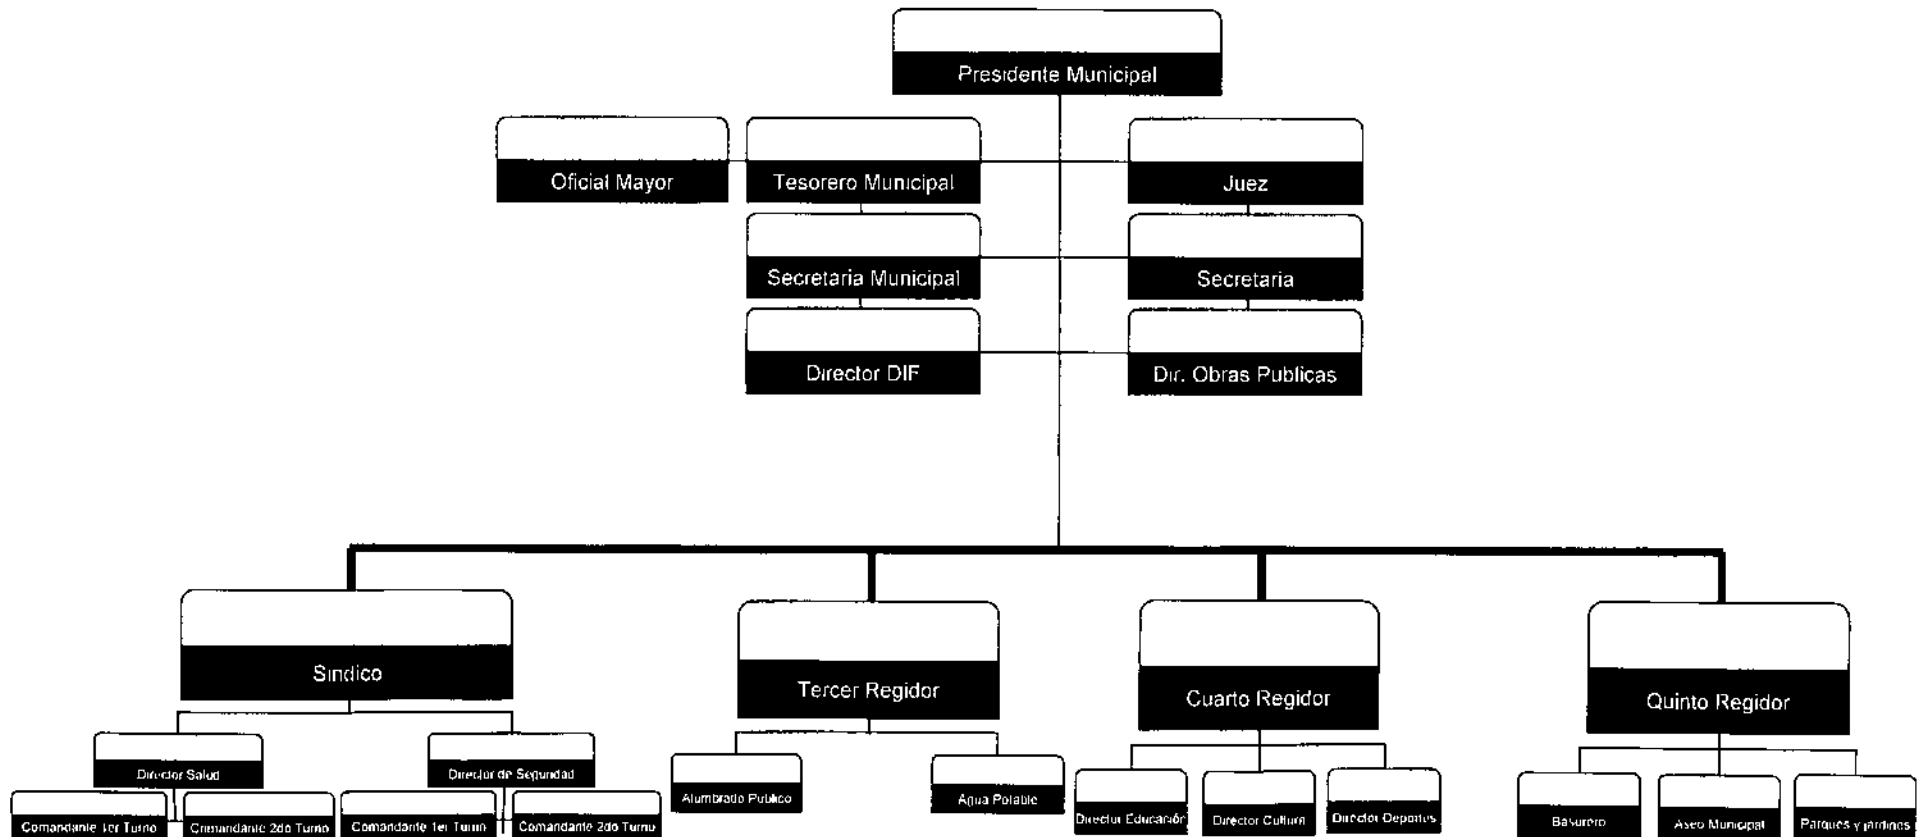 Presidente Municipal
Oficial Mayor
Tesorero Municipal
Juez
Secretaria Municipal
Secretaria
Director DIF
Dir. Obras Publicas
Sindico
Tercer Regidor
Cuarto Regidor
Quinto Regidor
Director Salud
Director de Seguridad
Alumbrado Publico
Agua Potable
Director Educación
Director Cultura
Director Deportes
Basurero
Aseo Municipal
Parques y jardines
Comandante 1er Turno
Comandante 2do Turno
Comandante 1er Turno
Comandante 2do Turno